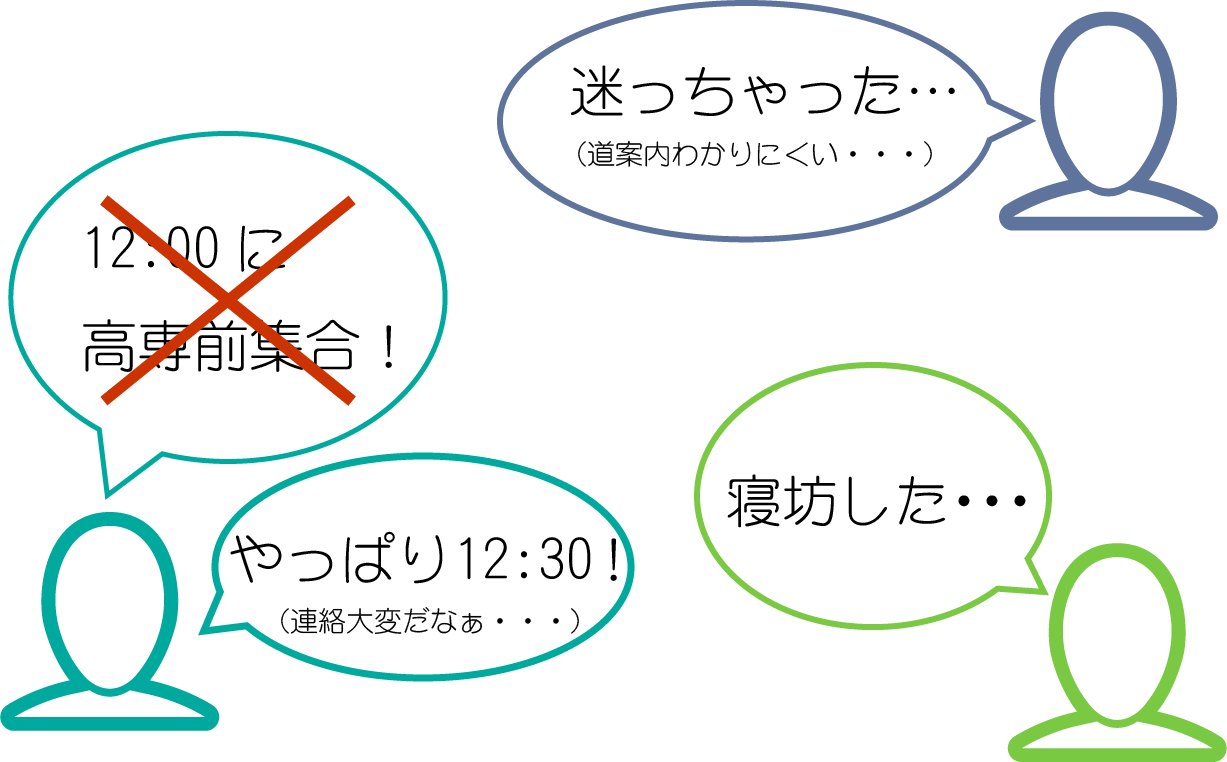 迷っちゃった…
（道案内わかりにくい・・・）
12:00に
高専前集合！
やっぱり12:30！
（連絡大変だなぁ・・・）
寝坊した・・・